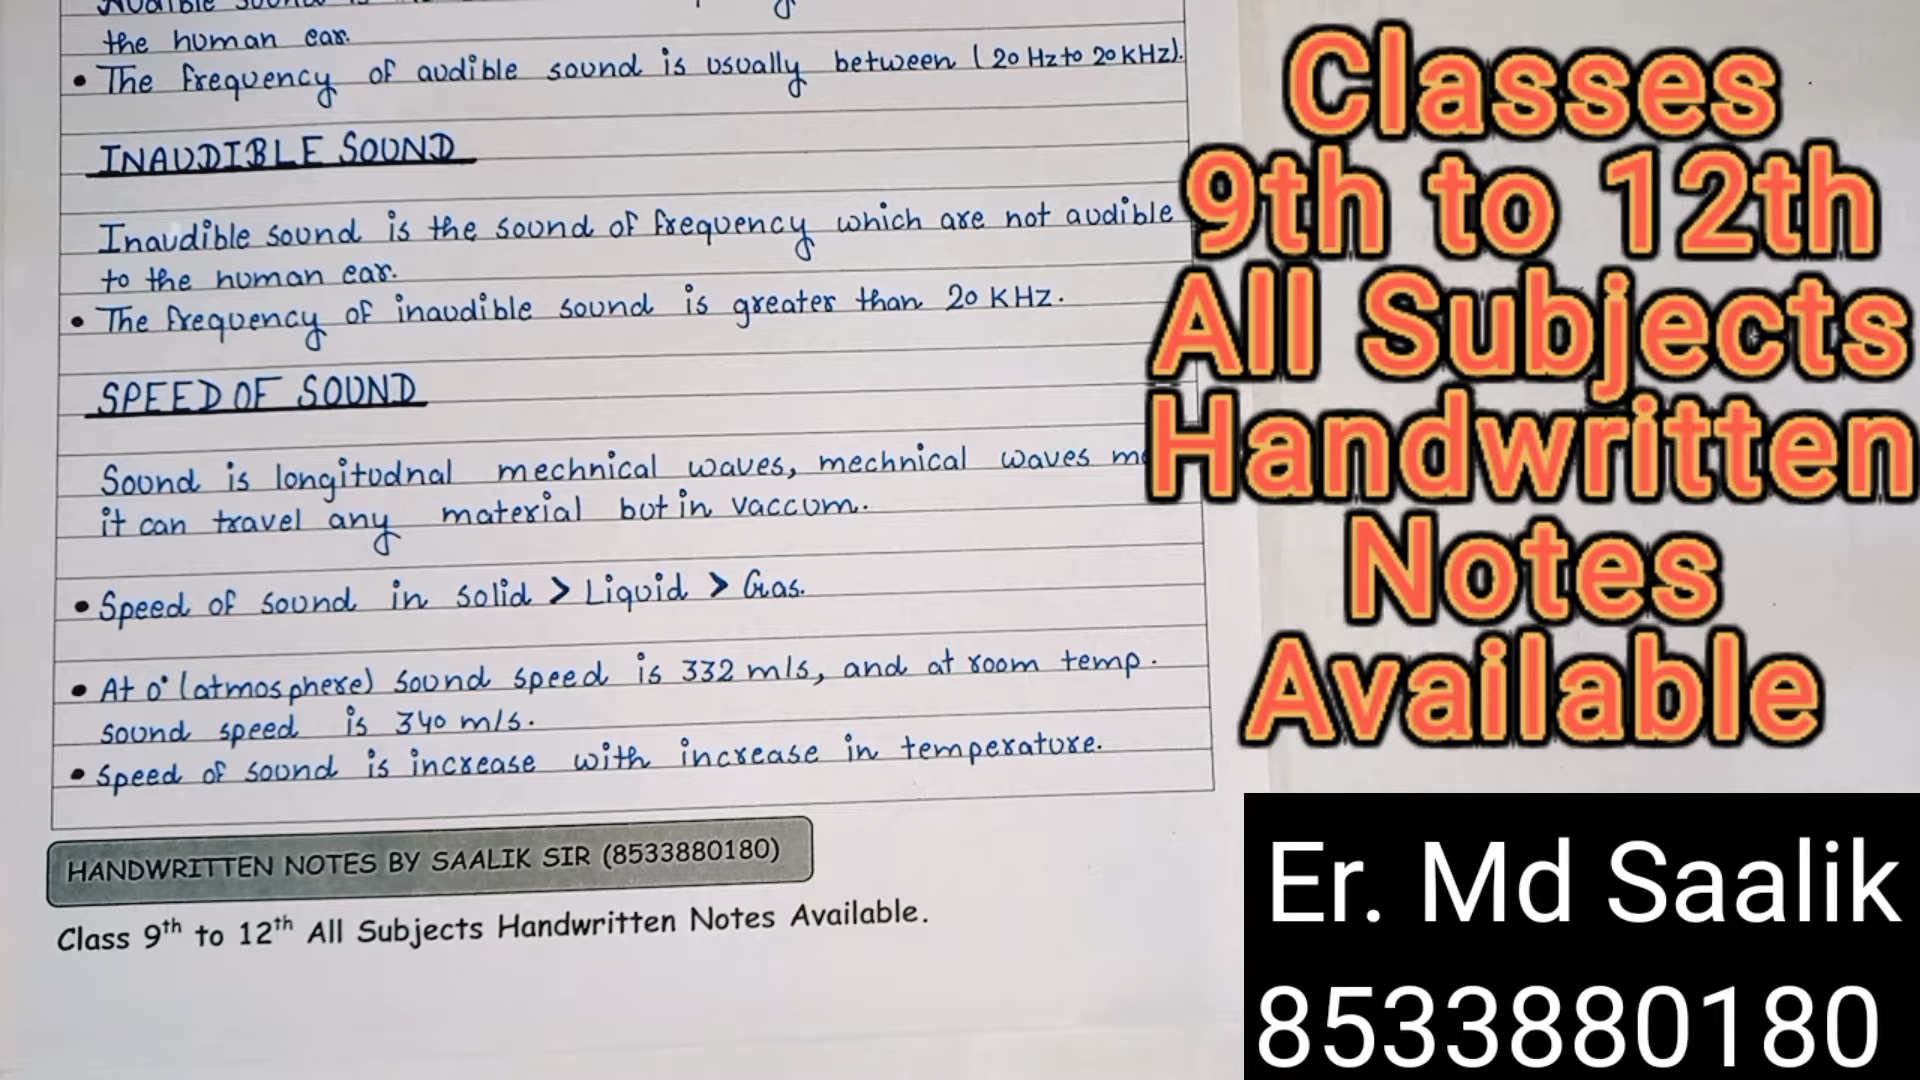 the human ear.
• The frequency of audible sound is usually between (20 Hz to 20 KHz).
INAUDIBLE SOUND
Inaudible sound is the sound of frequency which are not audible
to the human ear.
• The frequency of inaudible sound is greater than 20 KHz.
SPEED OF SOUND
Sound is longitudnal mechnical waves, mechnical waves
it can travel any material but in vaccum.
• Speed of sound in solid > Liquid > Gas.
• At 0° (atmosphere) sound speed is 332 m/s, and at room temp.
sound speed is 340 m/s.
• Speed of sound is increase with increase in temperature.
HANDWRITTEN NOTES BY SAALIK SIR (8533880180)
Class 9th to 12th All Subjects Handwritten Notes Available.
Classes
9th to 12th
All Subjects
Handwritten
Notes
Available
Er. Md Saalik
8533880180